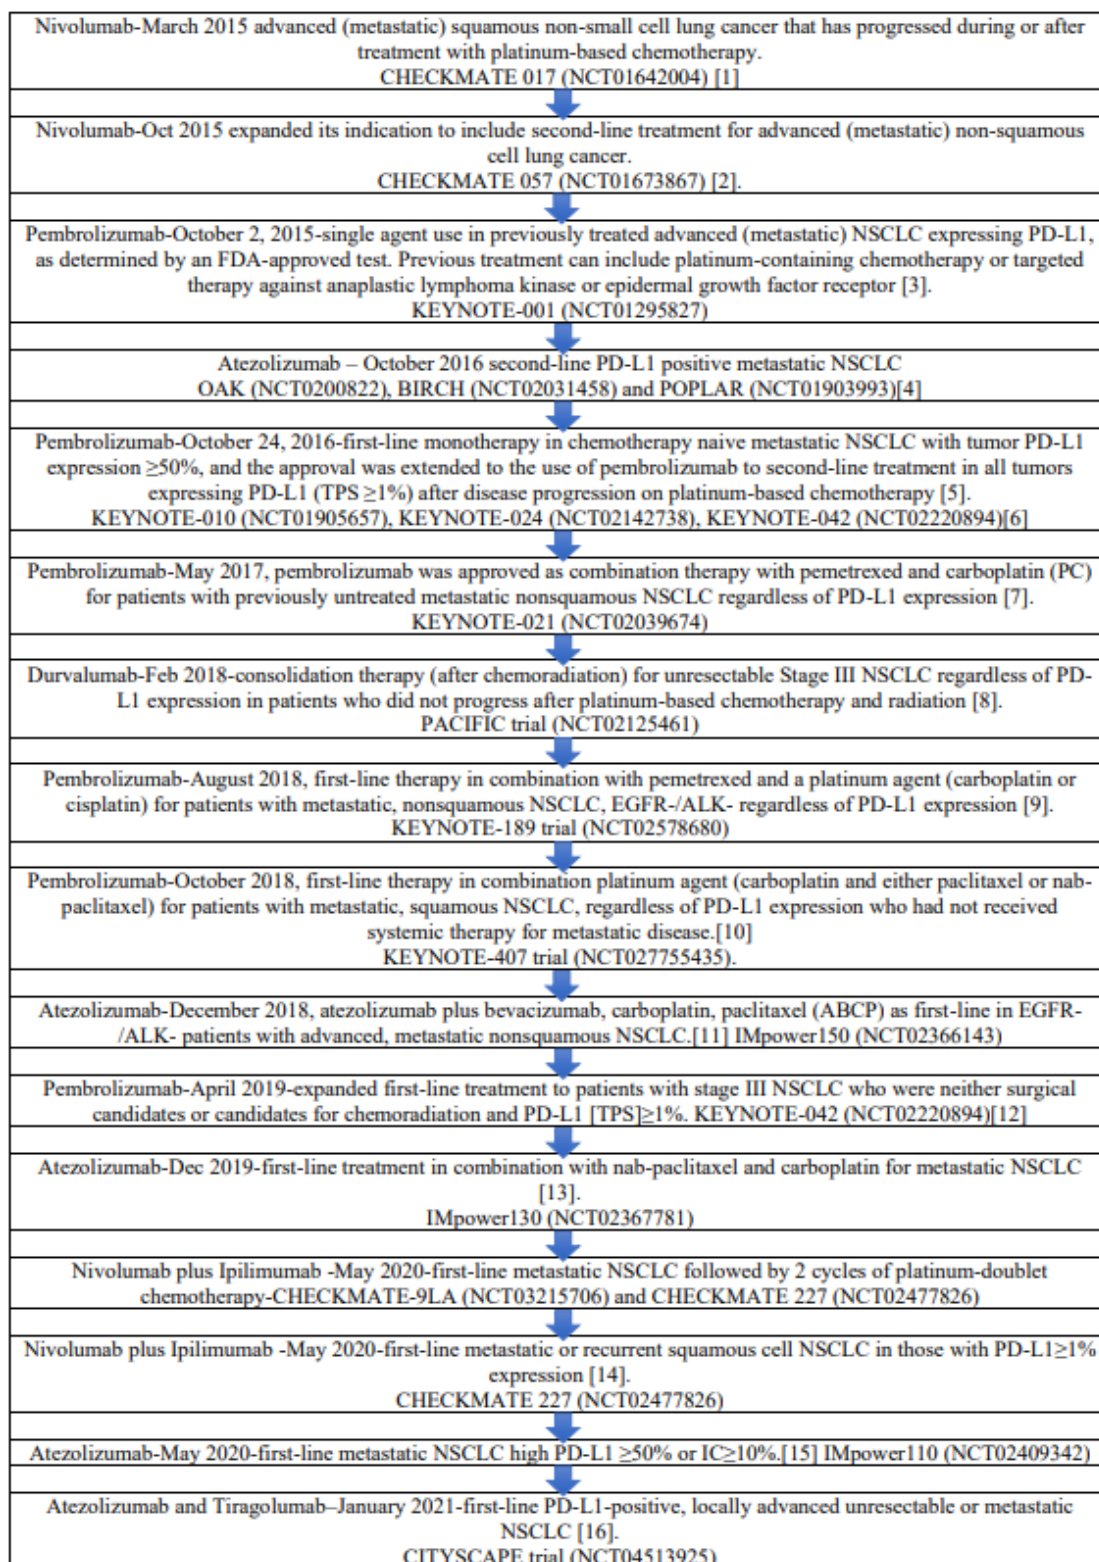 Nivolumab-March 2015 advanced (metastatic) squamous non-small cell lung cancer that has progressed during or after
treatment with platinum-based chemotherapy.
CHECKMATE 017 (NCT01642004) [1]
Nivolumab-Oct 2015 expanded its indication to include second-line treatment for advanced (metastatic) non-squamous
cell lung cancer.
CHECKMATE 057 (NCT01673867) [2].
Pembrolizumab-October 2, 2015-single agent use in previously treated advanced (metastatic) NSCLC expressing PD-L1,
as determined by an FDA-approved test. Previous treatment can include platinum-containing chemotherapy or targeted
therapy against anaplastic lymphoma kinase or epidermal growth factor receptor [3].
KEYNOTE-001 (NCT01295827)
Atezolizumab – October 2016 second-line PD-L1 positive metastatic NSCLC
OAK (NCT0200822), BIRCH (NCT02031458) and POPLAR (NCT01903993)[4]
Pembrolizumab-October 24, 2016-first-line monotherapy in chemotherapy naive metastatic NSCLC with tumor PD-L1
expression ≥50%, and the approval was extended to the use of pembrolizumab to second-line treatment in all tumors
expressing PD-L1 (TPS ≥1%) after disease progression on platinum-based chemotherapy [5].
KEYNOTE-010 (NCT01905657), KEYNOTE-024 (NCT02142738), KEYNOTE-042 (NCT02220894)[6]
Pembrolizumab-May 2017, pembrolizumab was approved as combination therapy with pemetrexed and carboplatin (PC)
for patients with previously untreated metastatic nonsquamous NSCLC regardless of PD-L1 expression [7].
KEYNOTE-021 (NCT02039674)
Durvalumab-Feb 2018-consolidation therapy (after chemoradiation) for unresectable Stage III NSCLC regardless of PD-
L1 expression in patients who did not progress after platinum-based chemotherapy and radiation [8].
PACIFIC trial (NCT02125461)
Pembrolizumab-August 2018, first-line therapy in combination with pemetrexed and a platinum agent (carboplatin or
cisplatin) for patients with metastatic, nonsquamous NSCLC, EGFR-/ALK- regardless of PD-L1 expression [9].
KEYNOTE-189 trial (NCT02578680)
Pembrolizumab-October 2018, first-line therapy in combination platinum agent (carboplatin and either paclitaxel or nab-
paclitaxel) for patients with metastatic, squamous NSCLC, regardless of PD-L1 expression who had not received
systemic therapy for metastatic disease.[10]
KEYNOTE-407 trial (NCT027755435).
Atezolizumab-December 2018, atezolizumab plus bevacizumab, carboplatin, paclitaxel (ABCP) as first-line in EGFR-
/ALK- patients with advanced, metastatic nonsquamous NSCLC.[11] IMpower150 (NCT02366143)
Pembrolizumab-April 2019-expanded first-line treatment to patients with stage III NSCLC who were neither surgical
candidates or candidates for chemoradiation and PD-L1 [TPS]≥1%. KEYNOTE-042 (NCT02220894)[12]
Atezolizumab-Dec 2019-first-line treatment in combination with nab-paclitaxel and carboplatin for metastatic NSCLC
[13].
IMpower130 (NCT02367781)
Nivolumab plus Ipilimumab -May 2020-first-line metastatic NSCLC followed by 2 cycles of platinum-doublet
chemotherapy-CHECKMATE-9LA (NCT03215706) and CHECKMATE 227 (NCT02477826)
Nivolumab plus Ipilimumab -May 2020-first-line metastatic or recurrent squamous cell NSCLC in those with PD-L1≥1%
expression [14].
CHECKMATE 227 (NCT02477826)
Atezolizumab-May 2020-first-line metastatic NSCLC high PD-L1 ≥50% or IC≥10%.[15] IMpower110 (NCT02409342)
Atezolizumab and Tiragolumab–January 2021-first-line PD-L1-positive, locally advanced unresectable or metastatic
NSCLC [16].
CITYSCAPE trial (NCT04513925)